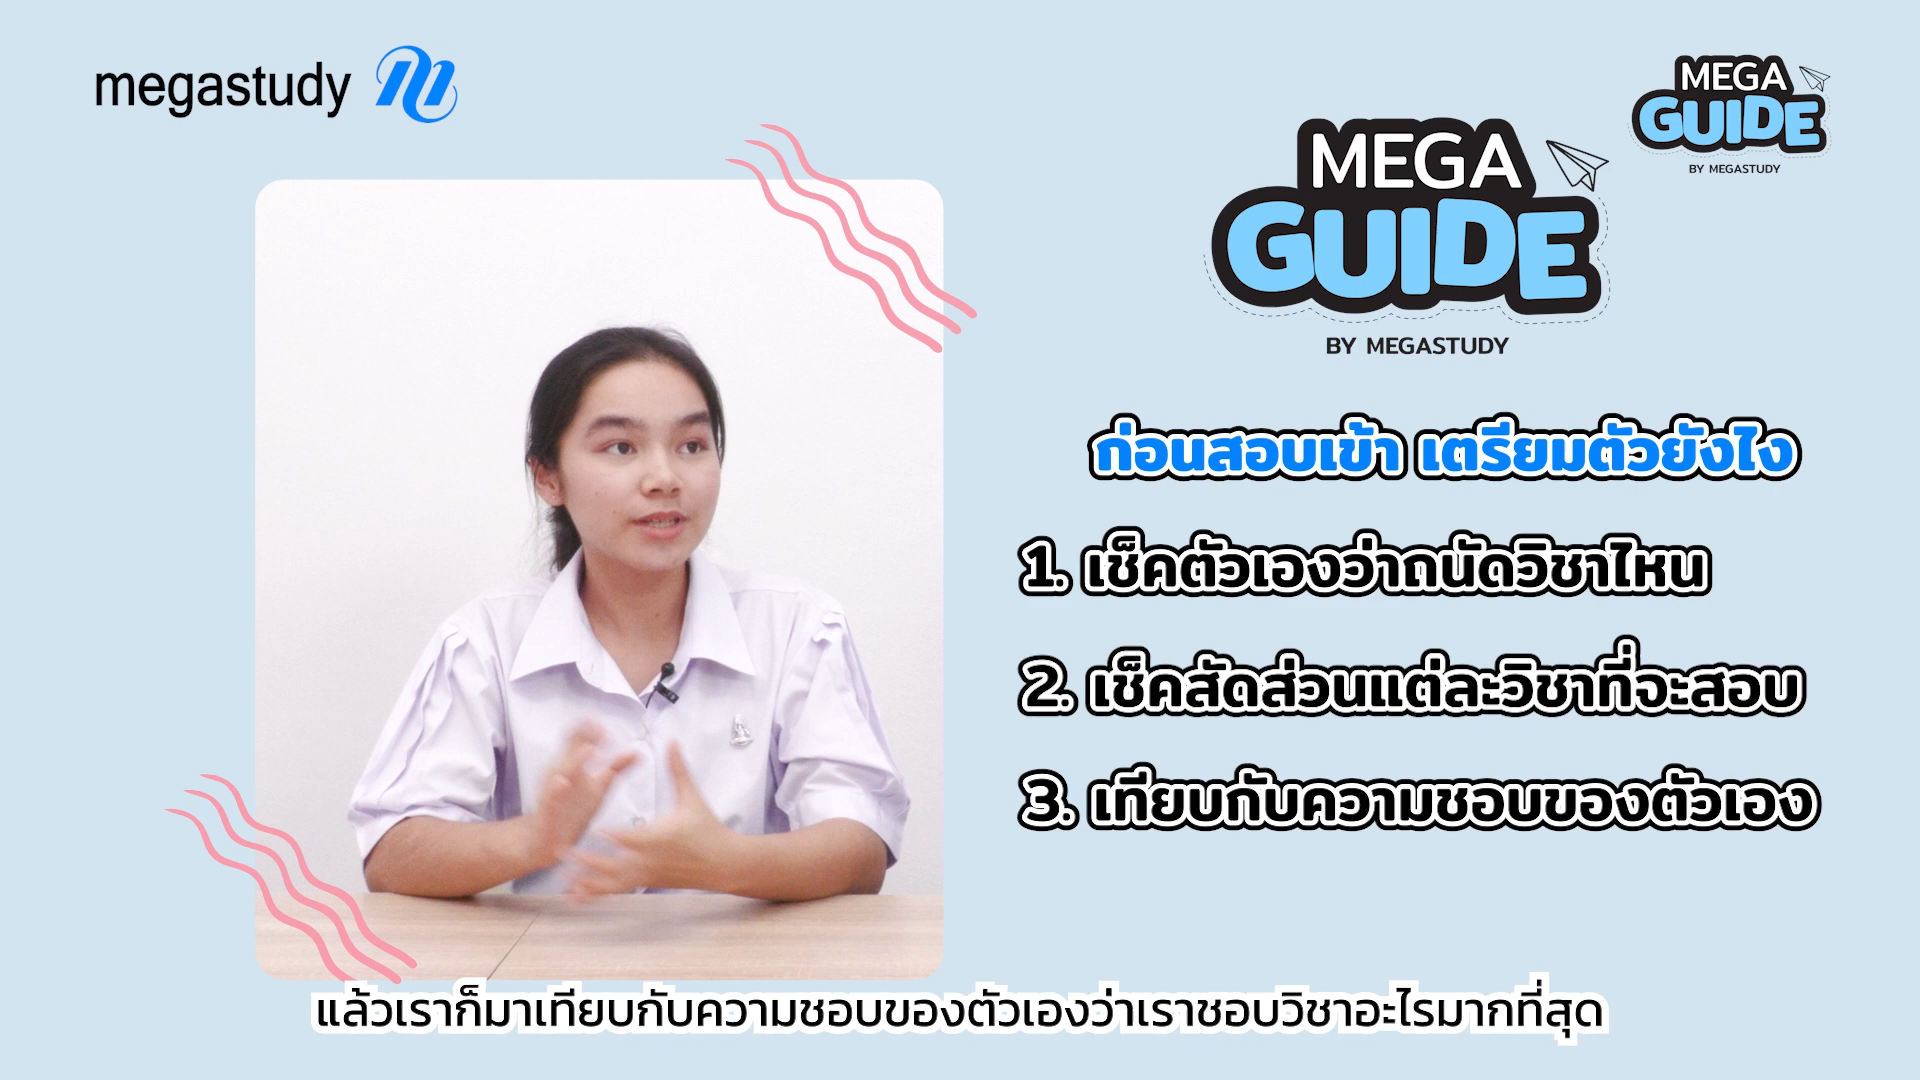 megastudy
MEGA
GUIDE
BY MEGASTUDY
MEGA
GUIDE
BY MEGASTUDY
ก่อนสอบเข้า เตรียมตัวยังไง
1. เช็คตัวเองว่าถนัดวิชาไหน
2. เช็คสัดส่วนแต่ละวิชาที่จะสอบ
3. เทียบกับความชอบของตัวเอง
แล้วเราก็มาเทียบกับความชอบของตัวเองว่าเราชอบวิชาอะไรมากที่สุด